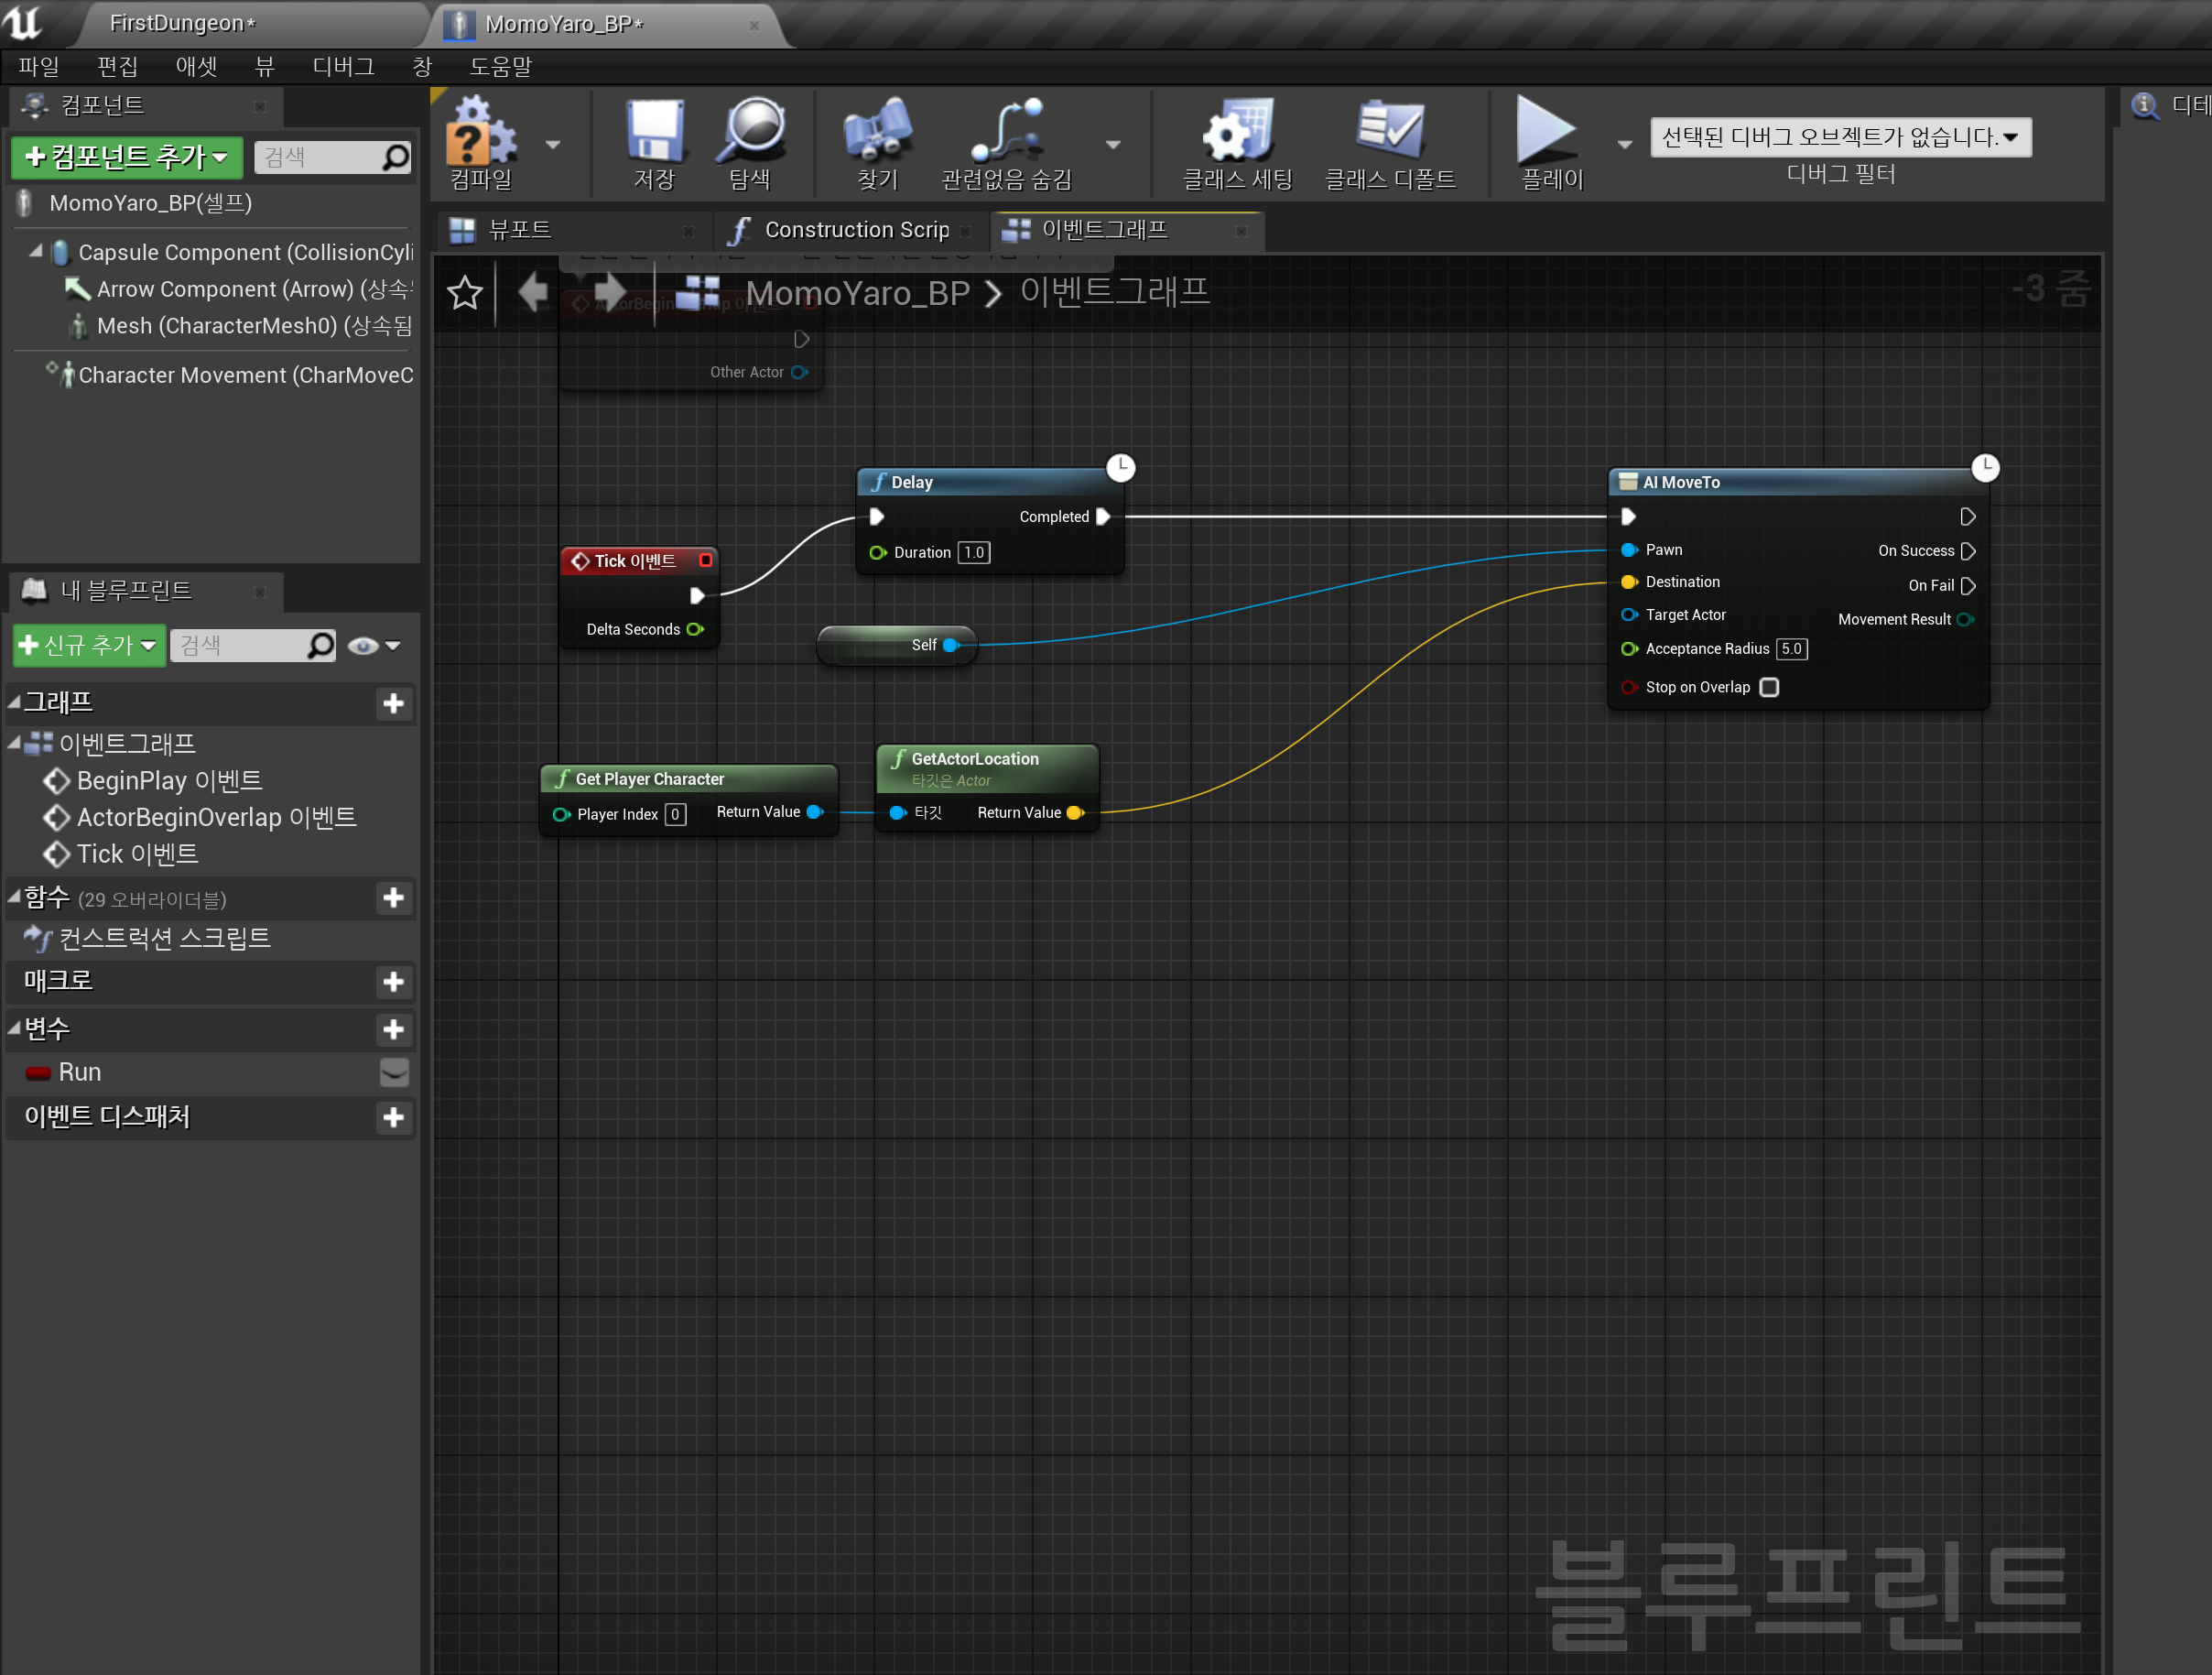 FirstDungeon*
MomoYaro_BP*
파일 편집 애셋 뷰 디버그 창 도움말
컴포넌트
컴포넌트 추가
검색
MomoYaro_BP(셀프)
Capsule Component (CollisionCyli
Arrow Component (Arrow) (상속
Mesh (CharacterMesh0) (상속됨
Character Movement (CharMoveC
컴파일
저장
탐색
찾기
관련없음 숨김
클래스 세팅
클래스 디폴트
플레이
선택된 디버그 오브젝트가 없습니다.
디버그 필터
디테
뷰포트
Construction Scrip
이벤트그래프
MomoYaro_BP > 이벤트그래프
-3 줌
Other Actor
Delay
Completed
Duration 1.0
Tick 이벤트
Delta Seconds
Self
AI MoveTo
Pawn
On Success
Destination
On Fail
Target Actor
Movement Result
Acceptance Radius 5.0
Stop on Overlap
Get Player Character
Player Index 0
Return Value
GetActorLocation
타깃은 Actor
타깃
Return Value
내 블루프린트
신규 추가
검색
그래프
이벤트그래프
BeginPlay 이벤트
ActorBeginOverlap 이벤트
Tick 이벤트
함수 (29 오버라이더블)
컨스트럭션 스크립트
매크로
변수
Run
이벤트 디스패처
블루프린트